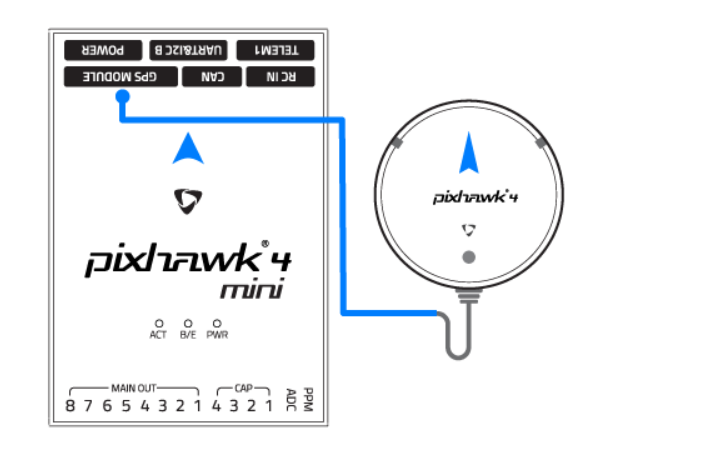 POWER UART&I2C B TELEM1
GPS MODULE CAN RC IN
pixhawk®4
mini
ACT B/E PWR
MAIN OUT CAP
8 7 6 5 4 3 2 1 4 3 2 1 ADC PPM
pixhawk®4